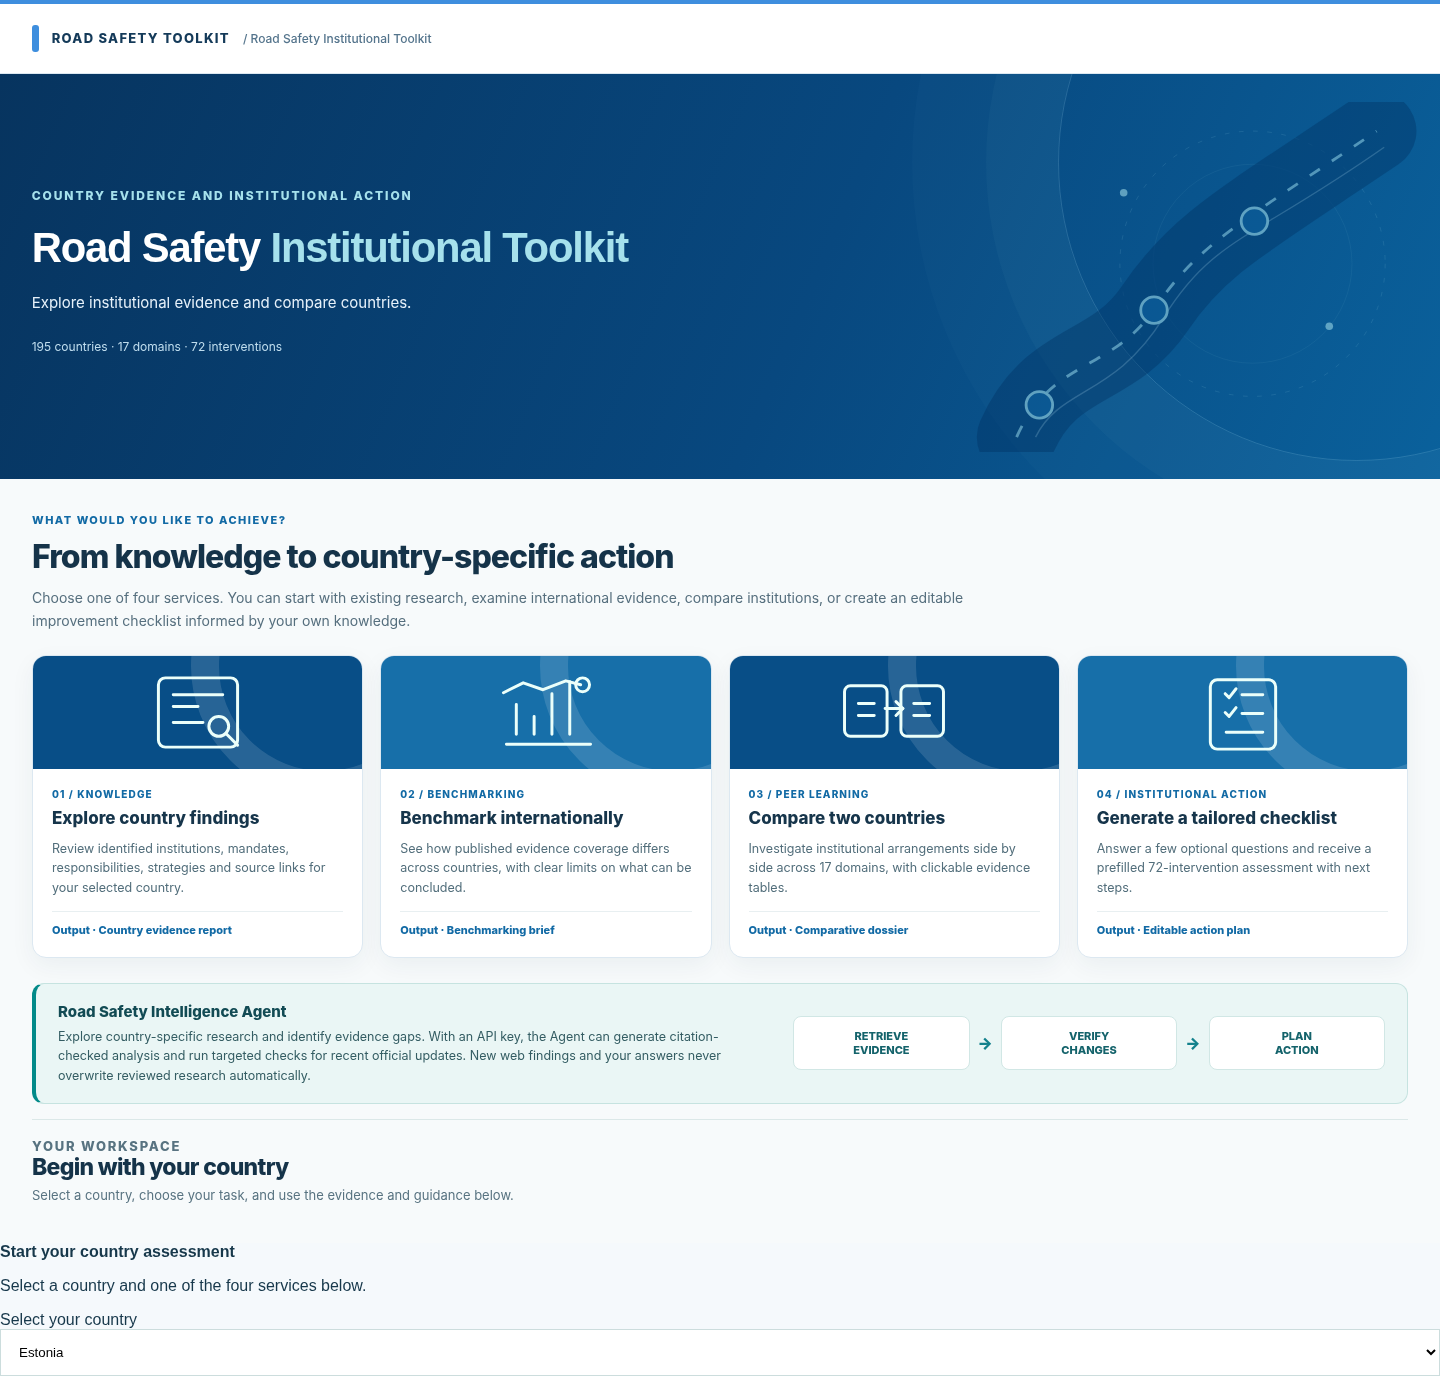 ROAD SAFETY TOOLKIT / Road Safety Institutional Toolkit
COUNTRY EVIDENCE AND INSTITUTIONAL ACTION
Road Safety Institutional Toolkit
Explore institutional evidence and compare countries.
195 countries · 17 domains · 72 interventions
WHAT WOULD YOU LIKE TO ACHIEVE?
From knowledge to country-specific action
Choose one of four services. You can start with existing research, examine international evidence, compare institutions, or create an editable
improvement checklist informed by your own knowledge.
01 / KNOWLEDGE
Explore country findings
Review identified institutions, mandates,
responsibilities, strategies and source links for
your selected country.
Output · Country evidence report
02 / BENCHMARKING
Benchmark internationally
See how published evidence coverage differs
across countries, with clear limits on what can be
concluded.
Output · Benchmarking brief
03 / PEER LEARNING
Compare two countries
Investigate institutional arrangements side by
side across 17 domains, with clickable evidence
tables.
Output · Comparative dossier
04 / INSTITUTIONAL ACTION
Generate a tailored checklist
Answer a few optional questions and receive a
prefilled 72-intervention assessment with next
steps.
Output · Editable action plan
Road Safety Intelligence Agent
Explore country-specific research and identify evidence gaps. With an API key, the Agent can generate citation-
checked analysis and run targeted checks for recent official updates. New web findings and your answers never
overwrite reviewed research automatically.
RETRIEVE
EVIDENCE
→
VERIFY
CHANGES
→
PLAN
ACTION
YOUR WORKSPACE
Begin with your country
Select a country, choose your task, and use the evidence and guidance below.
Start your country assessment
Select a country and one of the four services below.
Select your country
Estonia